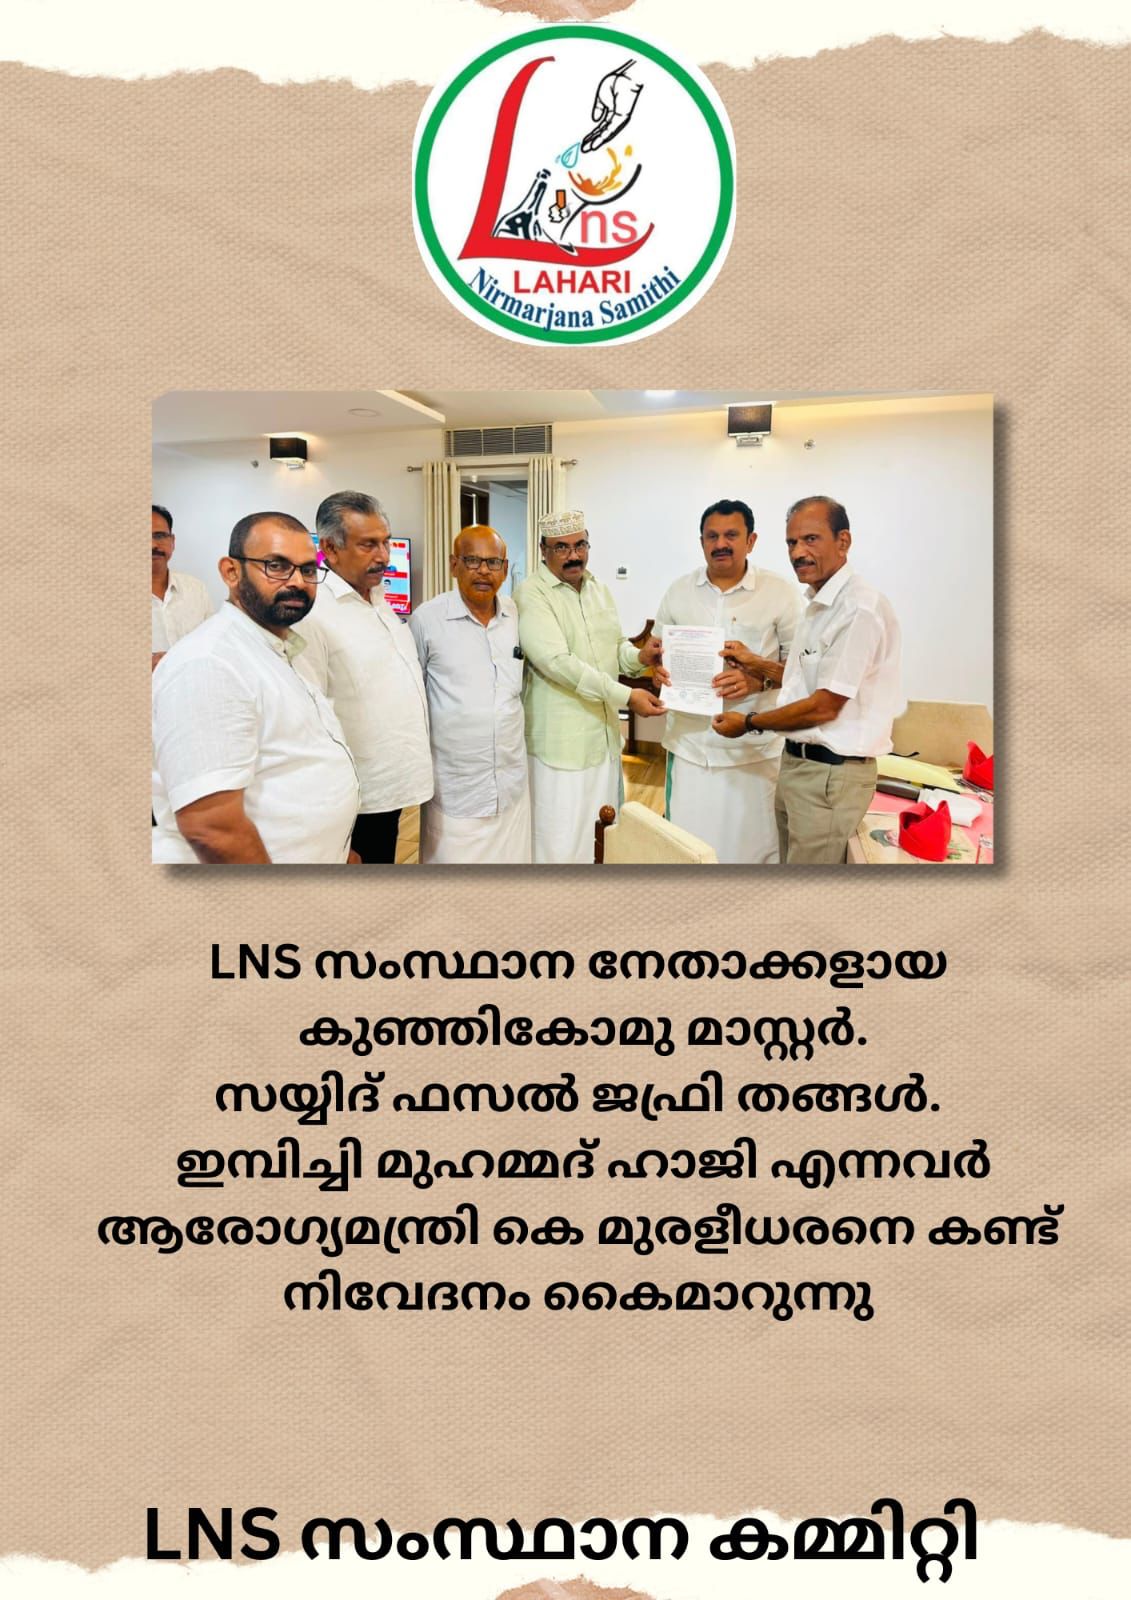 Lns
LAHARI
Nirmarjana Samithi
LNS സംസ്ഥാന നേതാക്കളായ
കുഞ്ഞികോമു മാസ്റ്റർ.
സയ്യിദ് ഫസൽ ജഫ്രി തങ്ങൾ.
ഇമ്പിച്ചി മുഹമ്മദ് ഹാജി എന്നവർ
ആരോഗ്യമന്ത്രി കെ മുരളീധരനെ കണ്ട്
നിവേദനം കൈമാറുന്നു
LNS സംസ്ഥാന കമ്മിറ്റി